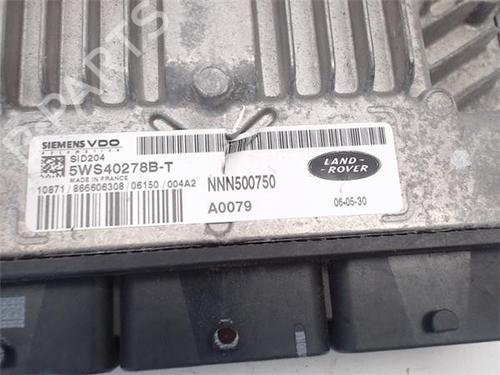 B-PARTS
SIEMENS VDO
Automotive
SID204
5WS40278B-T
MADE IN FRANCE
10871 / 866606308 / 06150 / 004A2
NNN500750
A0079
LAND-
ROVER
06-05-30